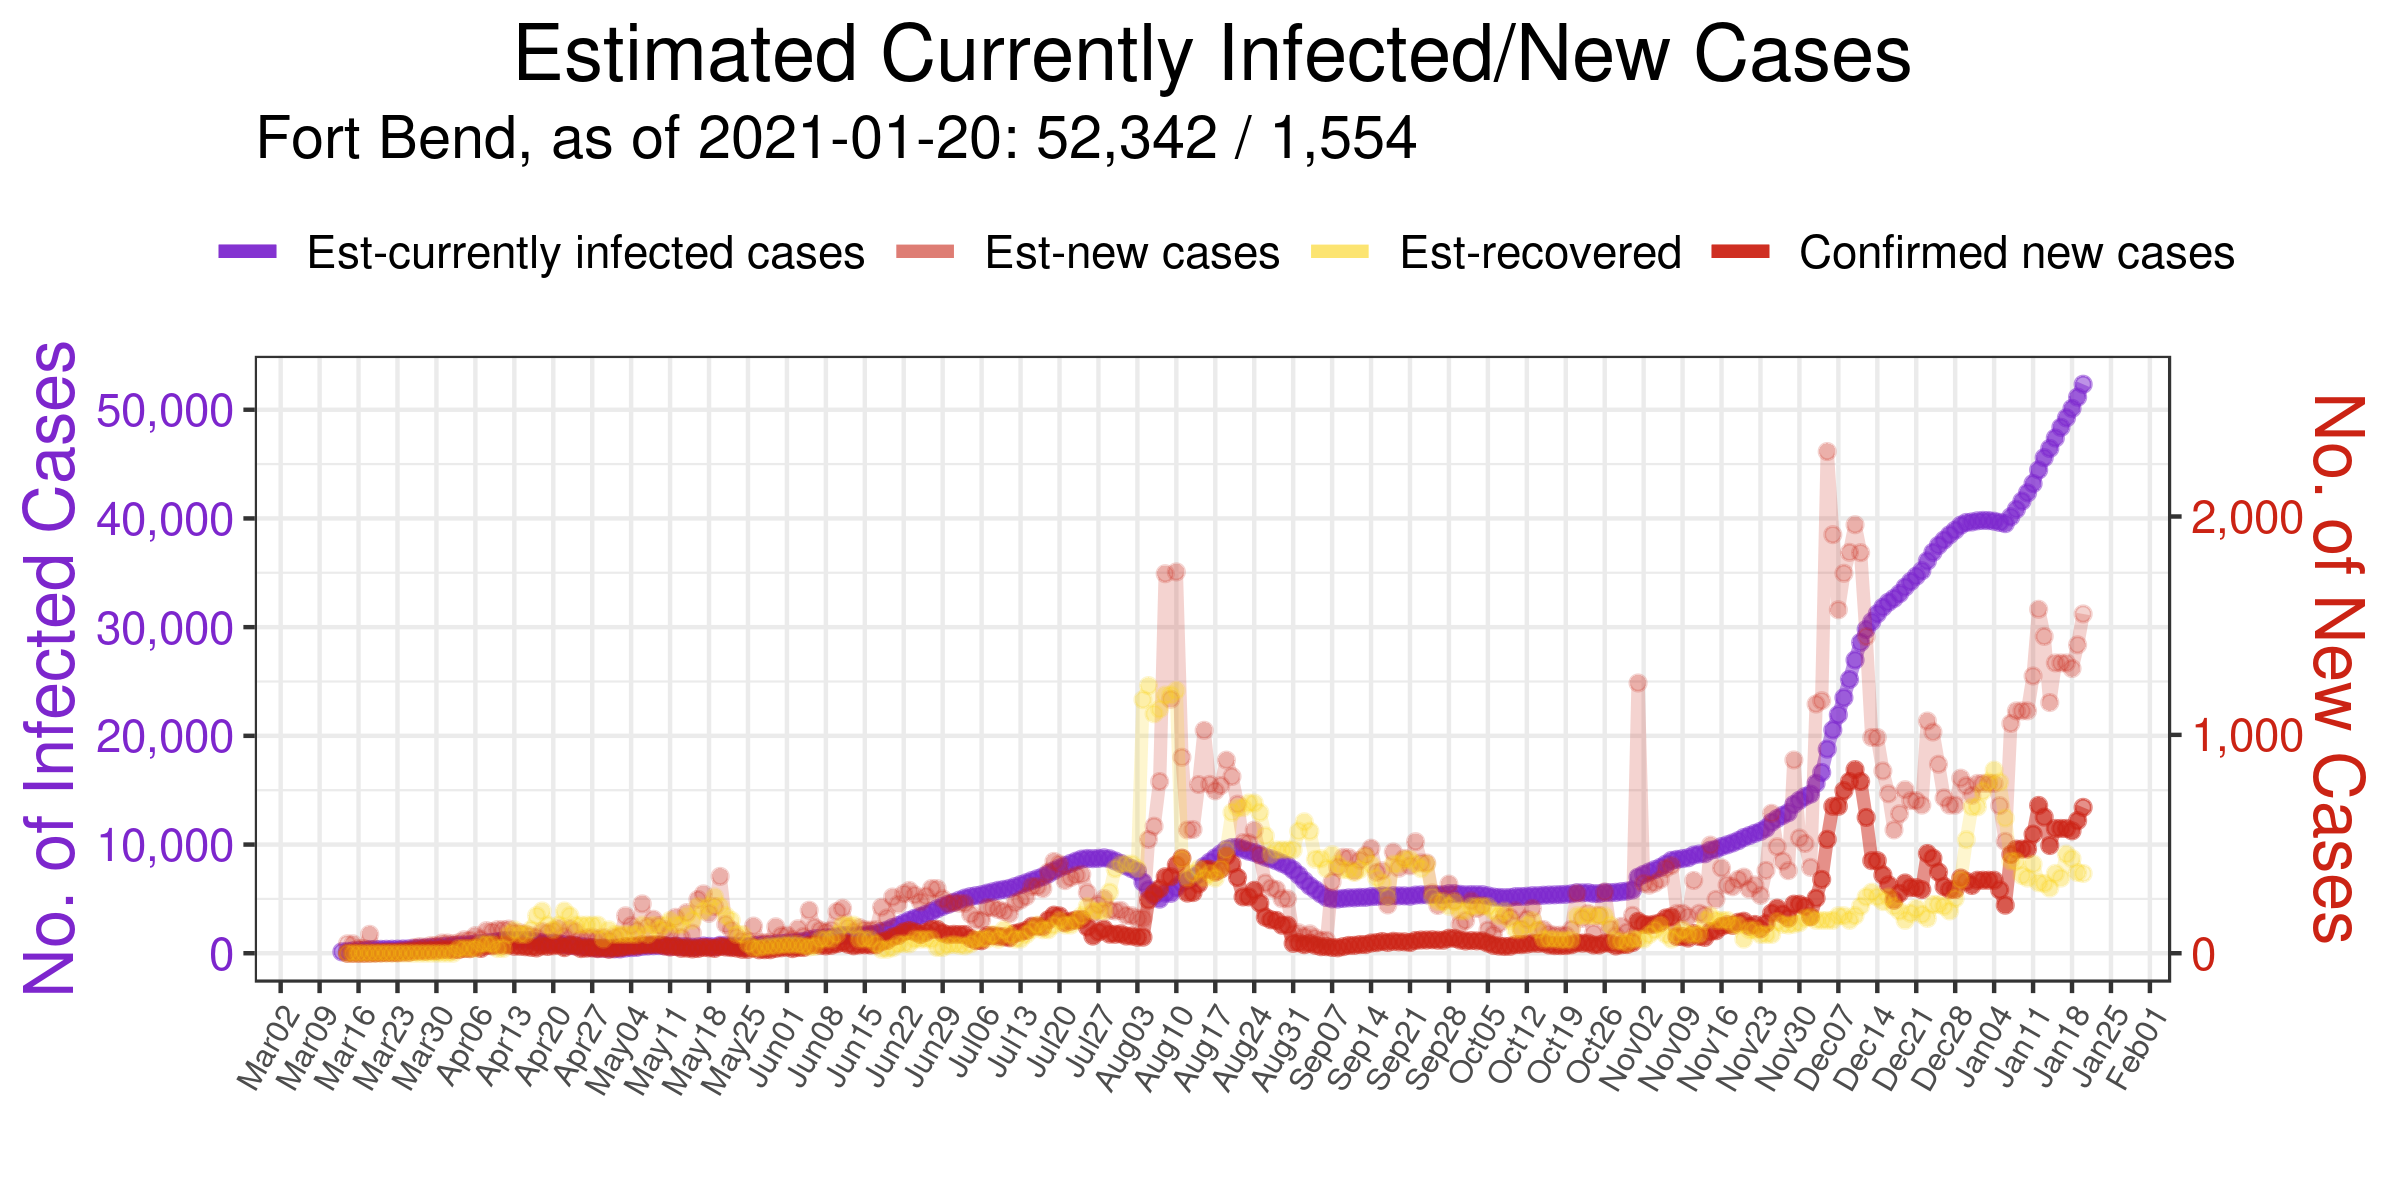 Estimated Currently Infected/New Cases
Fort Bend, as of 2021-01-20: 52,342 / 1,554
Est-currently infected cases Est-new cases Est-recovered Confirmed new cases
No. of Infected Cases
50,000
40,000
30,000
20,000
10,000
0
No. of New Cases
2,000
1,000
0
Mar02 Mar09 Mar16 Mar23 Mar30 Apr06 Apr13 Apr20 Apr27 May04 May11 May18 May25 Jun01 Jun08 Jun15 Jun22 Jun29 Jul06 Jul13 Jul20 Jul27 Aug03 Aug10 Aug17 Aug24 Aug31 Sep07 Sep14 Sep21 Sep28 Oct05 Oct12 Oct19 Oct26 Nov02 Nov09 Nov16 Nov23 Nov30 Dec07 Dec14 Dec21 Dec28 Jan04 Jan11 Jan18 Jan25 Feb01